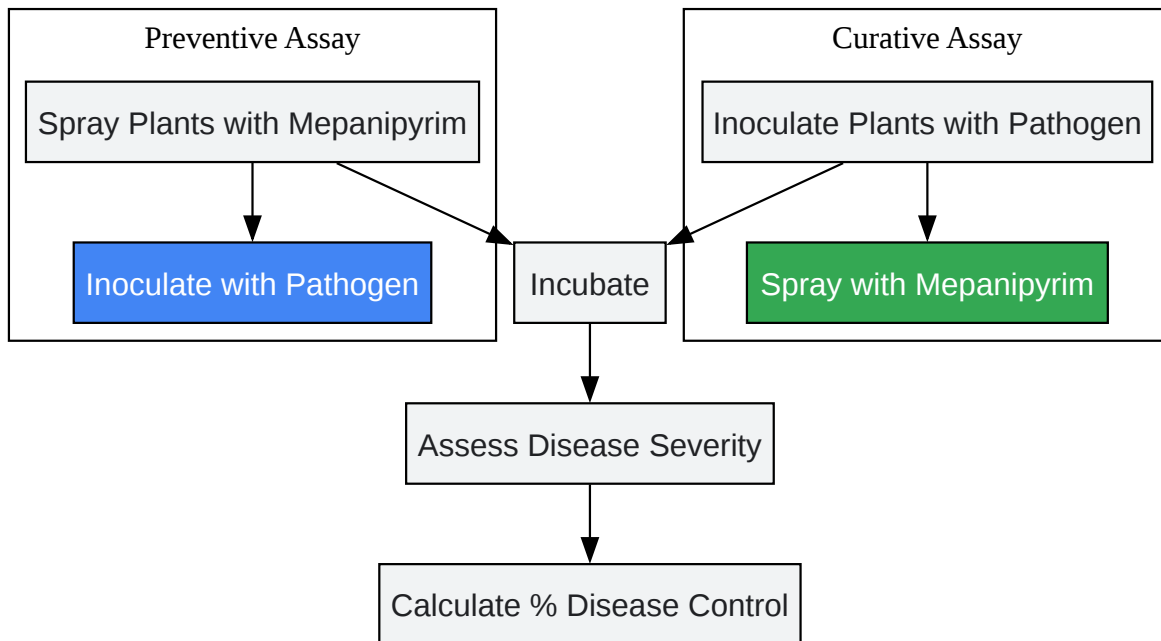 Preventive Assay
Spray Plants with Mepanipyrim
Inoculate with Pathogen
Curative Assay
Inoculate Plants with Pathogen
Spray with Mepanipyrim
Incubate
Assess Disease Severity
Calculate % Disease Control